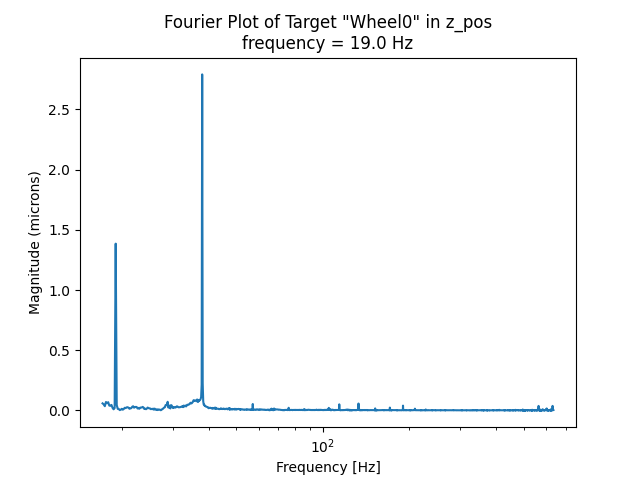 Fourier Plot of Target "Wheel0" in z_pos
frequency = 19.0 Hz
Magnitude (microns)
2.5
2.0
1.5
1.0
0.5
0.0
10²
Frequency [Hz]